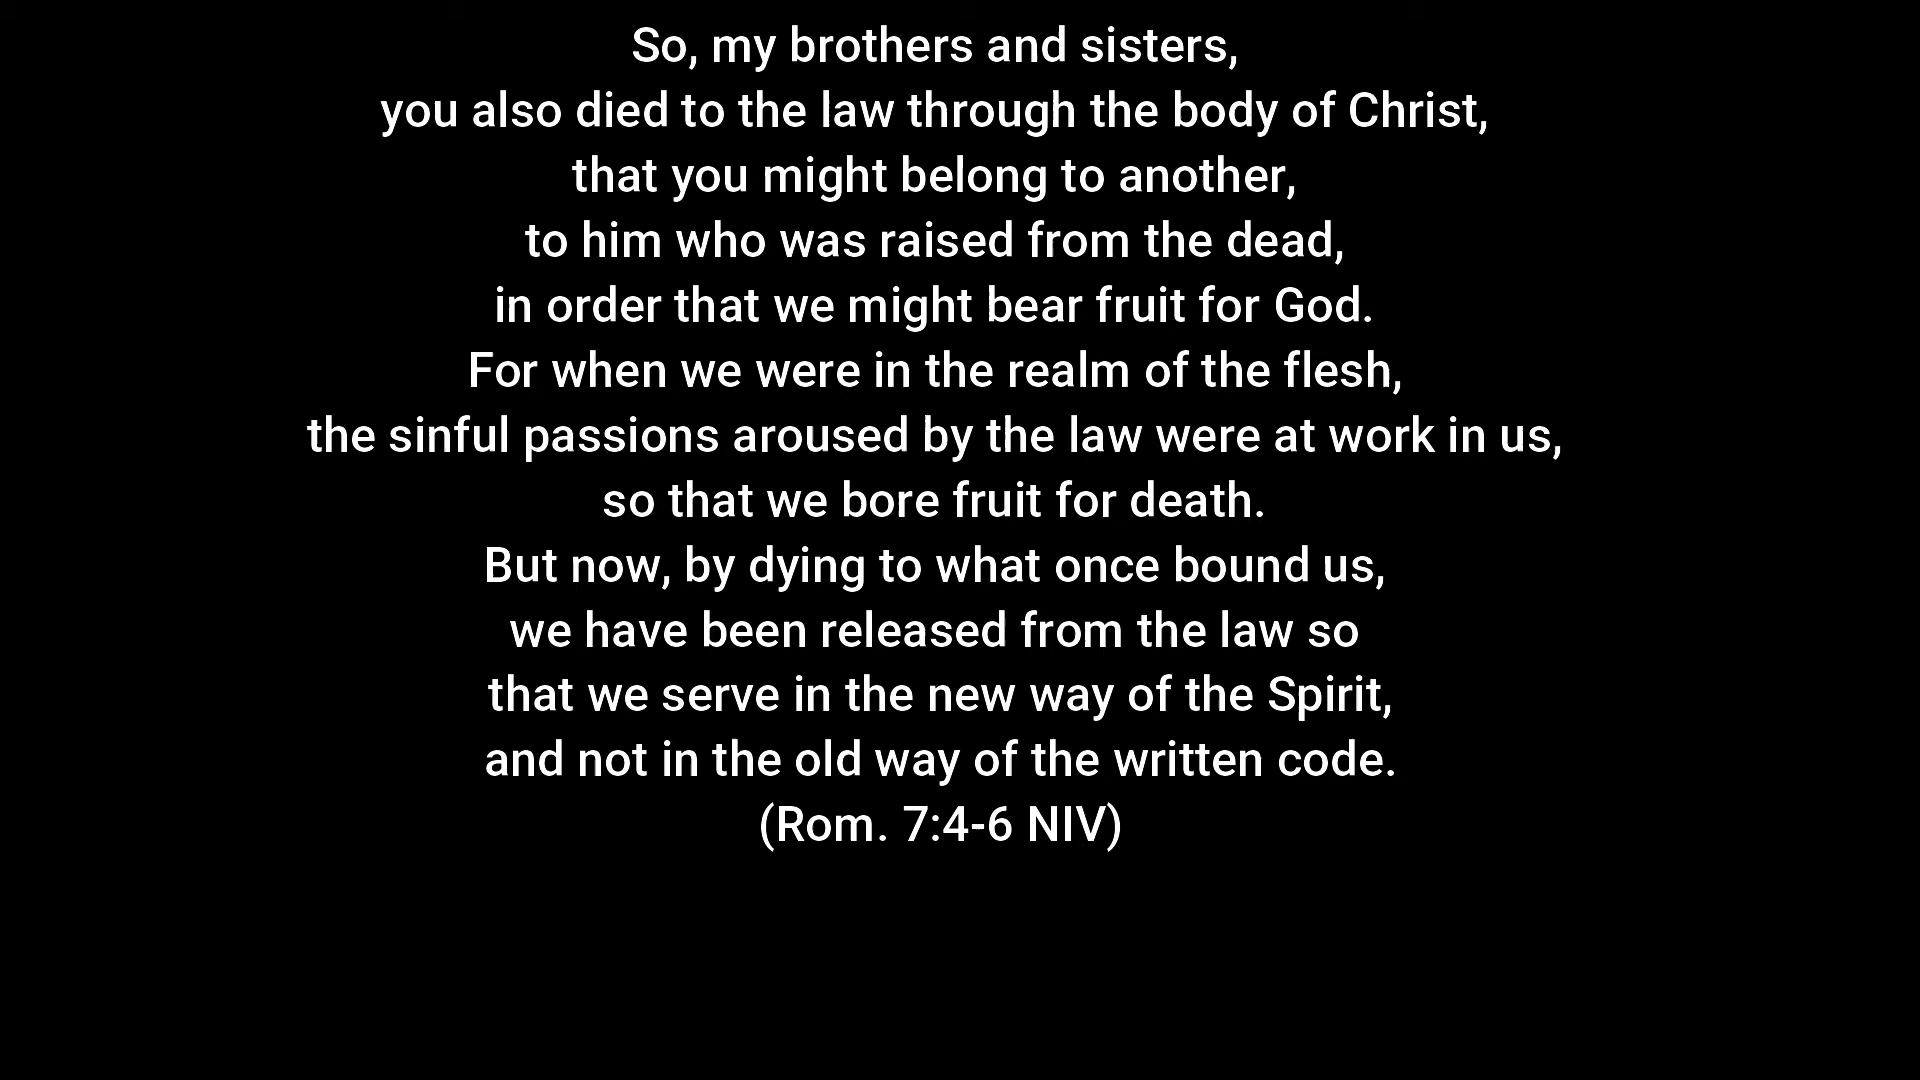 So, my brothers and sisters,
you also died to the law through the body of Christ,
that you might belong to another,
to him who was raised from the dead,
in order that we might bear fruit for God.
For when we were in the realm of the flesh,
the sinful passions aroused by the law were at work in us,
so that we bore fruit for death.
But now, by dying to what once bound us,
we have been released from the law so
that we serve in the new way of the Spirit,
and not in the old way of the written code.
(Rom. 7:4-6 NIV)